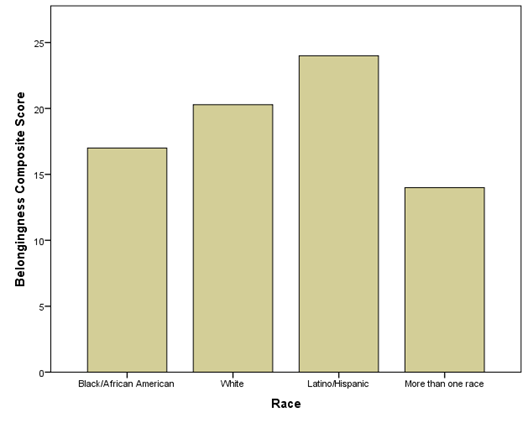 Belongingness Composite Score
25
20
15
10
5
0
Black/African American
White
Latino/Hispanic
More than one race
Race